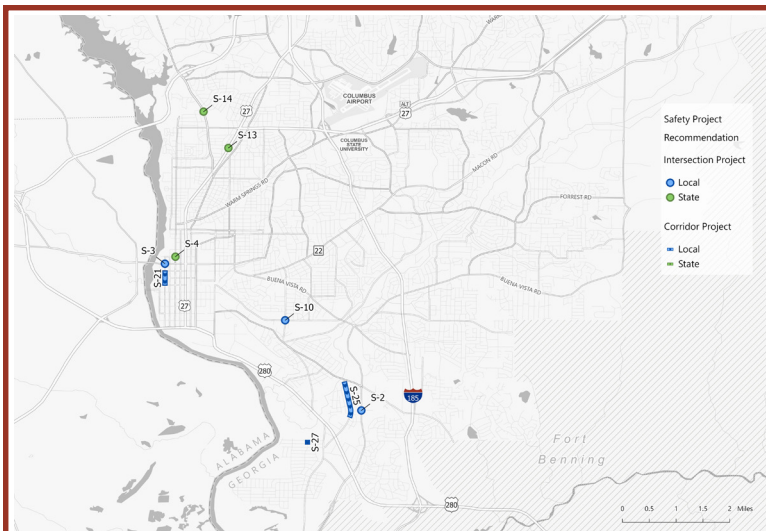 WARM
S-14
27
COLUMBUS
AIRPORT
ALT
27
S-13
COLUMBUS
STATE
UNIVERSITY
Safety Project
Recommendation
Intersection Project
Local
State
Corridor Project
Local
State
MACON RD
WARM SPRINGS RD
FORREST RD
S-3
S-4
22
S-21
BUENA VISTA RD
BUENA VISTA RD
27
S-10
280
S-25
S-2
185
S-27
ALABAMA
GEORGIA
Fort
Benning
280
0 0.5 1 2 Miles